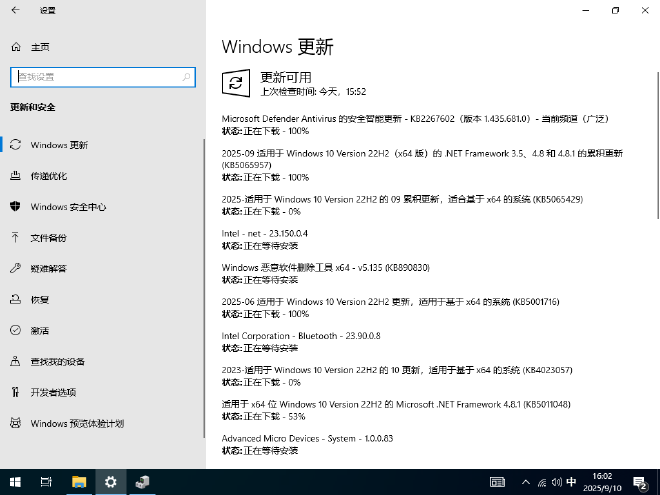 设置
主页
查找设置
更新和安全
Windows 更新
传递优化
Windows 安全中心
文件备份
疑难解答
恢复
激活
查找我的设备
开发者选项
Windows 预览体验计划
Windows 更新
更新可用
上次检查时间: 今天，15:52
Microsoft Defender Antivirus 的安全智能更新 - KB2267602（版本 1.435.681.0）- 当前频道（广泛）
状态: 正在下载 - 100%
2025-09 适用于 Windows 10 Version 22H2（x64 版）的 .NET Framework 3.5、4.8 和 4.8.1 的累积更新
(KB5065957)
状态: 正在下载 - 100%
2025-适用于 Windows 10 Version 22H2 的 09 累积更新，适合基于 x64 的系统 (KB5065429)
状态: 正在下载 - 0%
Intel - net - 23.150.0.4
状态: 正在等待安装
Windows 恶意软件删除工具 x64 - v5.135 (KB890830)
状态: 正在等待安装
2025-06 适用于 Windows 10 Version 22H2 更新，适用于基于 x64 的系统 (KB5001716)
状态: 正在下载 - 100%
Intel Corporation - Bluetooth - 23.90.0.8
状态: 正在等待安装
2023-适用于 Windows 10 Version 22H2 的 10 更新，适用于基于 x64 的系统 (KB4023057)
状态: 正在下载 - 0%
适用于 x64 位 Windows 10 Version 22H2 的 Microsoft .NET Framework 4.8.1 (KB5011048)
状态: 正在下载 - 53%
Advanced Micro Devices - System - 1.0.0.83
状态: 正在等待安装
中
16:02
2025/9/10
2